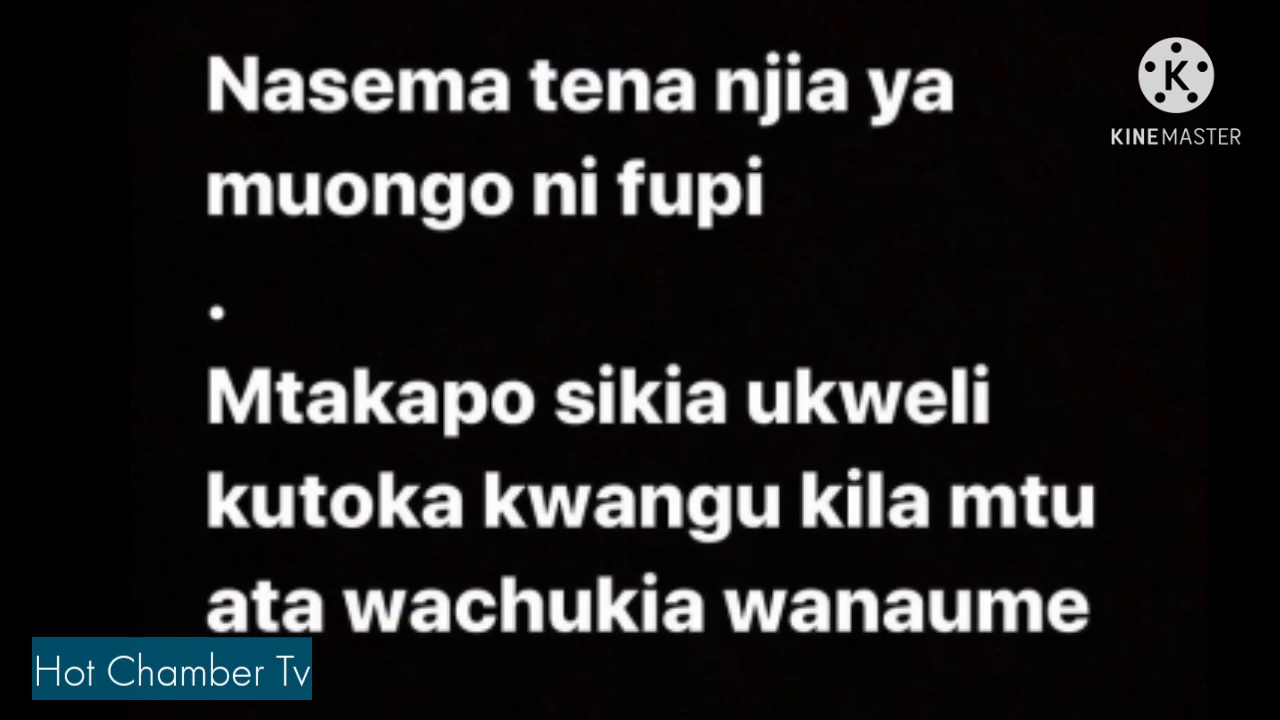 Nasema tena njia ya
muongo ni fupi
.
Mtakapo sikia ukweli
kutoka kwangu kila mtu
ata wachukia wanaume
K
KINEMASTER
Hot Chamber Tv